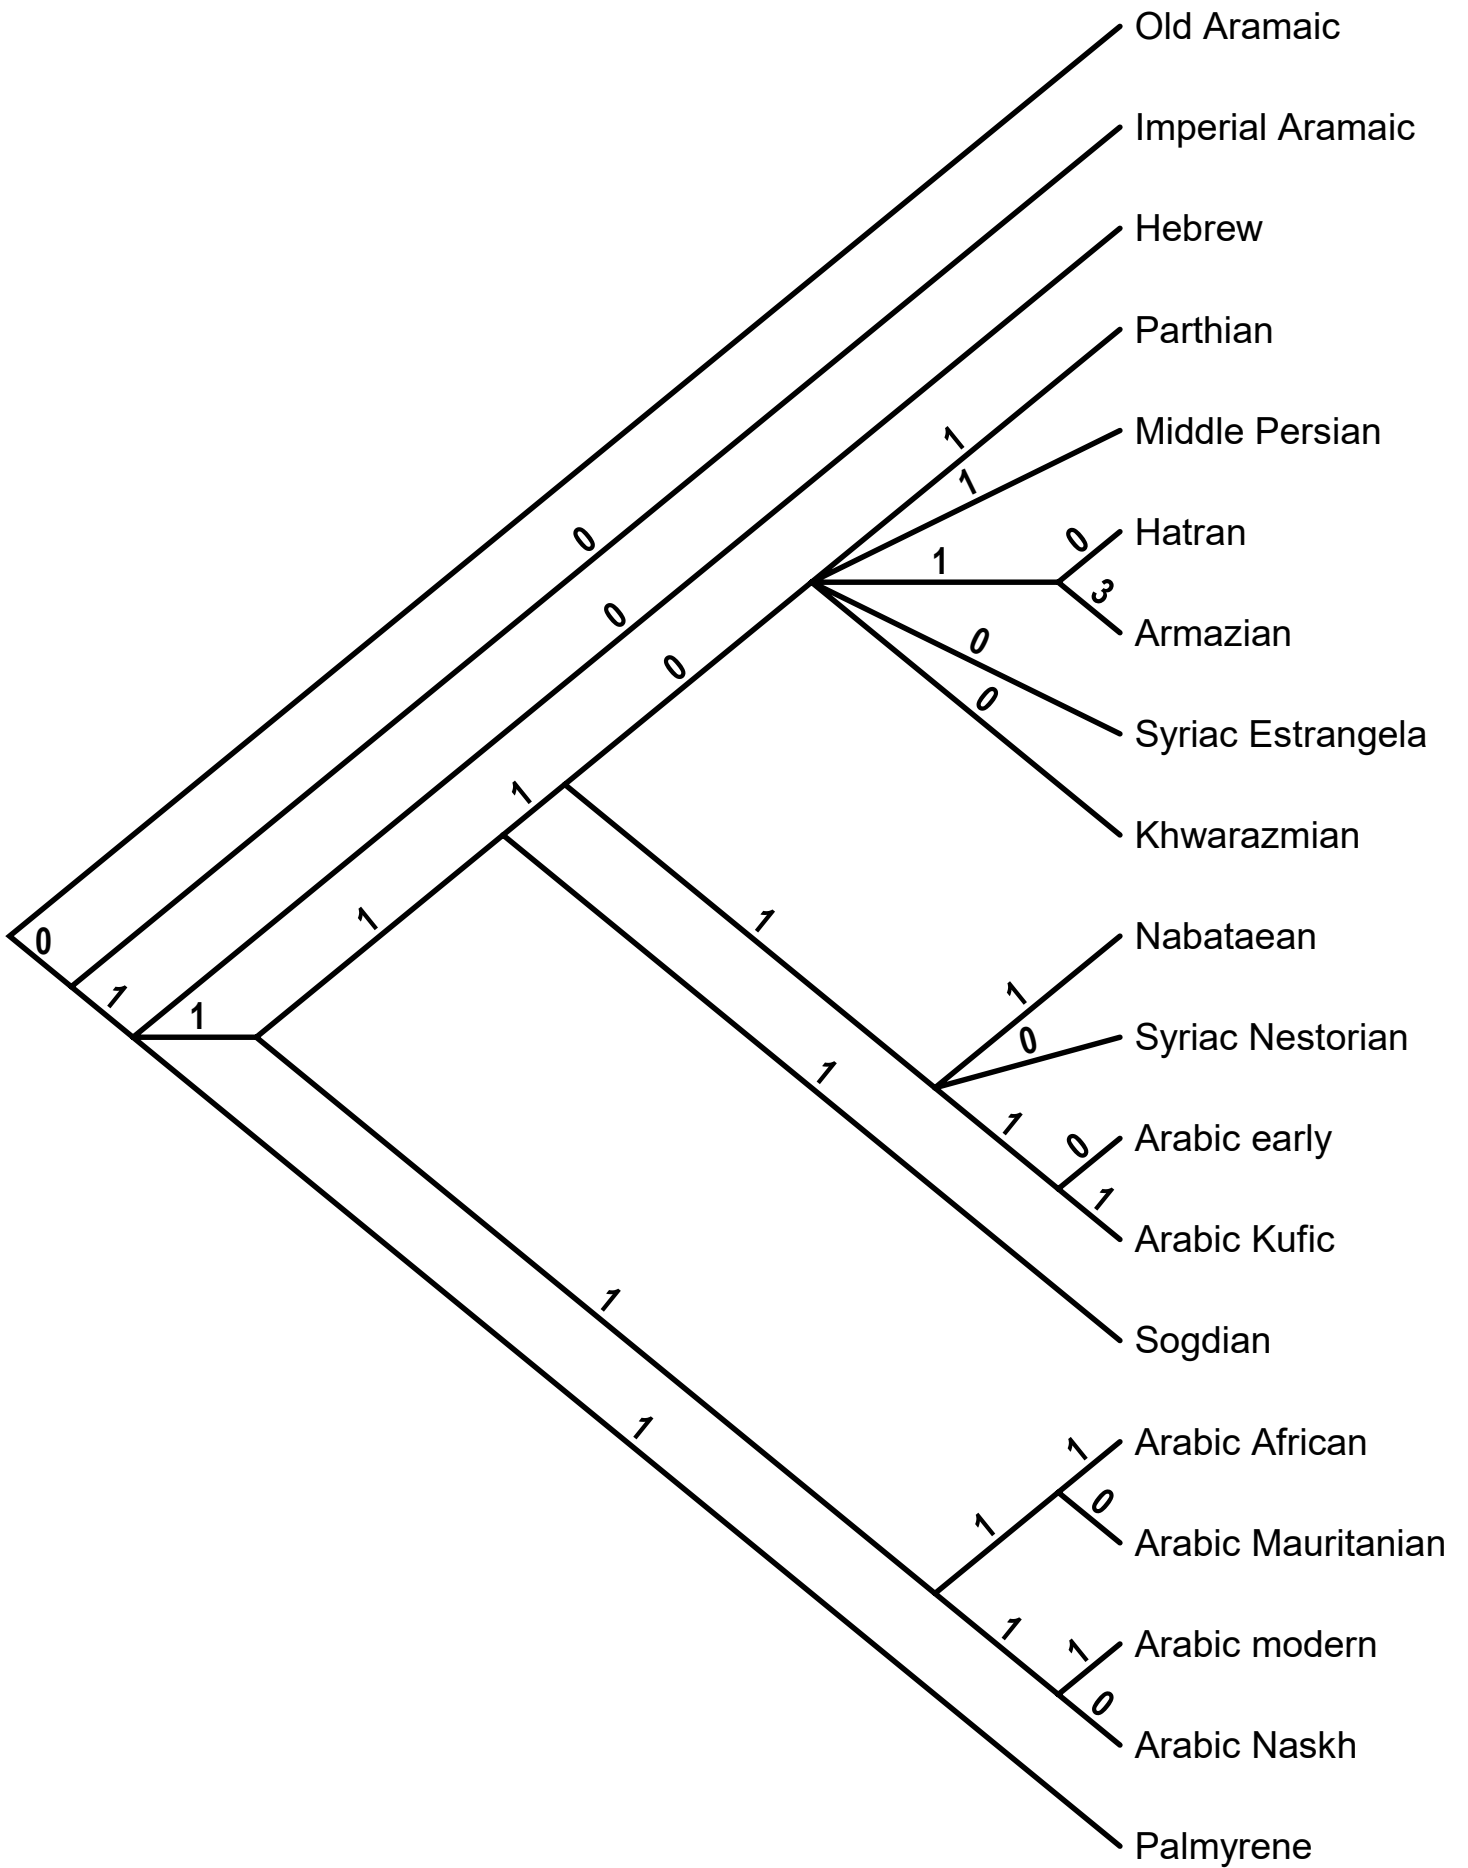 Old Aramaic
Imperial Aramaic
Hebrew
Parthian
1
Middle Persian
1
Hatran
0
0
1
3
Armazian
0
0
0
0
Syriac Estrangela
1
Khwarazmian
1
1
Nabataean
0
1
1
1
0
Syriac Nestorian
1
1
0
Arabic early
1
Arabic Kufic
1
Sogdian
1
1
Arabic African
0
1
Arabic Mauritanian
1
1
Arabic modern
0
Arabic Naskh
Palmyrene